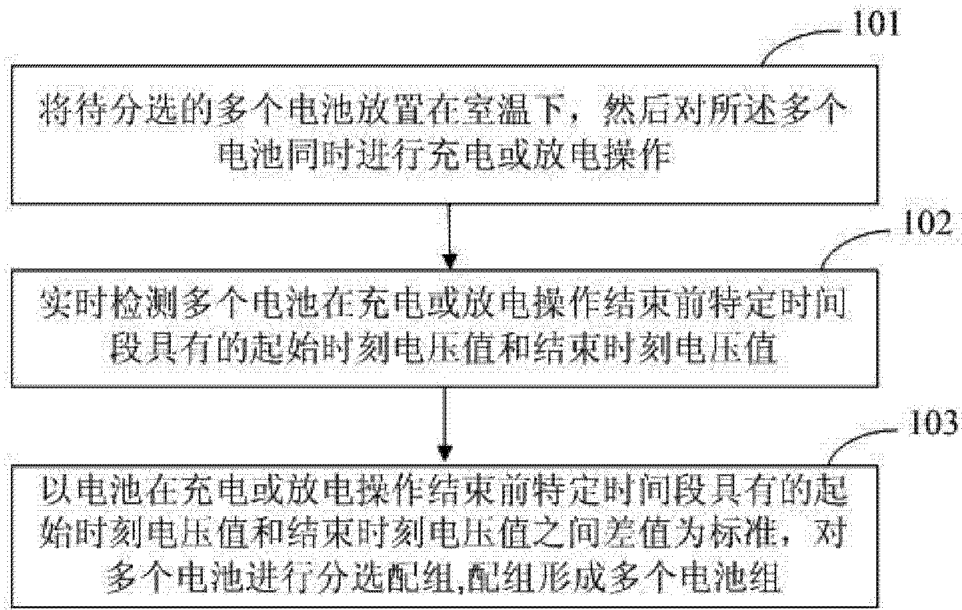 101
将待分选的多个电池放置在室温下，然后对所述多个
电池同时进行充电或放电操作
102
实时检测多个电池在充电或放电操作结束前特定时间
段具有的起始时刻电压值和结束时刻电压值
103
以电池在充电或放电操作结束前特定时间段具有的起
始时刻电压值和结束时刻电压值之间差值为标准，对
多个电池进行分选配组,配组形成多个电池组